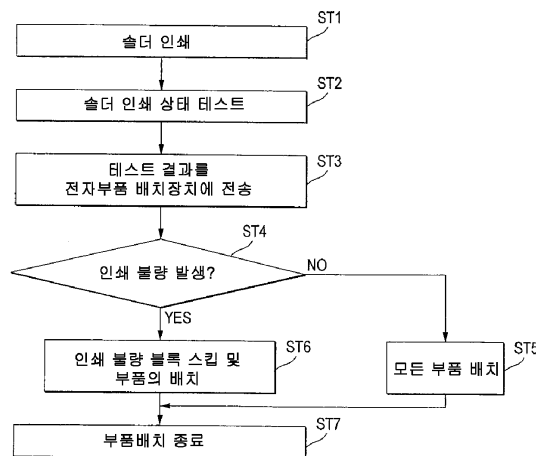 ST1
솔더 인쇄
ST2
솔더 인쇄 상태 테스트
ST3
테스트 결과를
전자부품 배치장치에 전송
ST4
인쇄 불량 발생?
NO
YES
ST6
인쇄 불량 블록 스킵 및
부품의 배치
ST5
모든 부품 배치
ST7
부품배치 종료